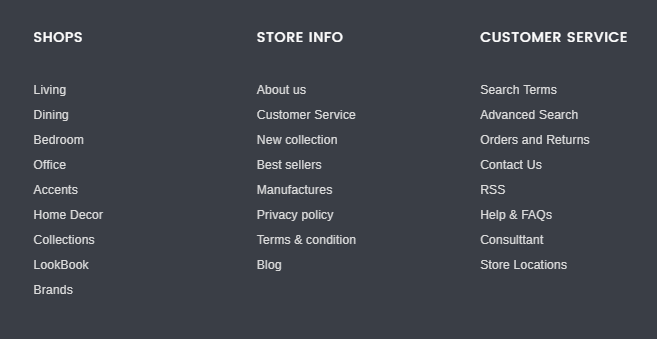 SHOPS
Living
Dining
Bedroom
Office
Accents
Home Decor
Collections
LookBook
Brands
STORE INFO
About us
Customer Service
New collection
Best sellers
Manufactures
Privacy policy
Terms & condition
Blog
CUSTOMER SERVICE
Search Terms
Advanced Search
Orders and Returns
Contact Us
RSS
Help & FAQs
Consulttant
Store Locations